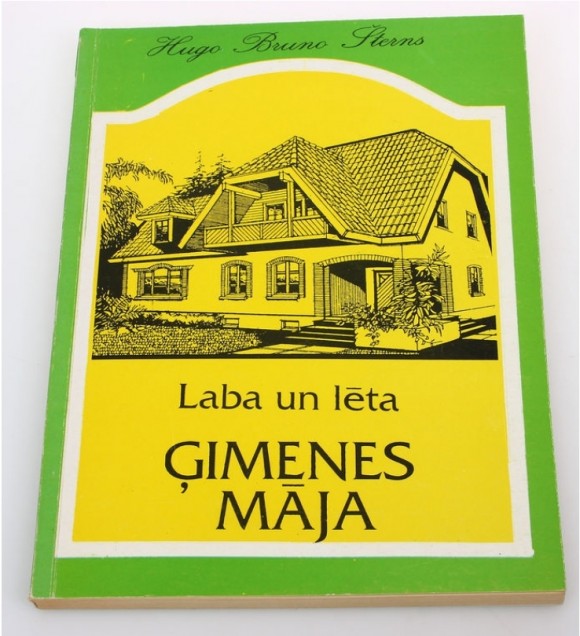 Hugo Bruno Šterns
Laba un lēta
ĢIMENES
MĀJA